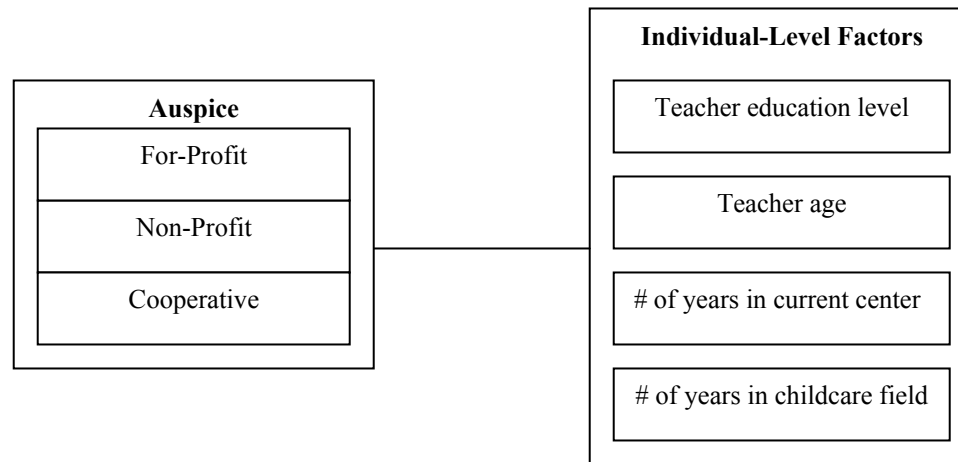 Auspice
For-Profit
Non-Profit
Cooperative
Individual-Level Factors
Teacher education level
Teacher age
# of years in current center
# of years in childcare field